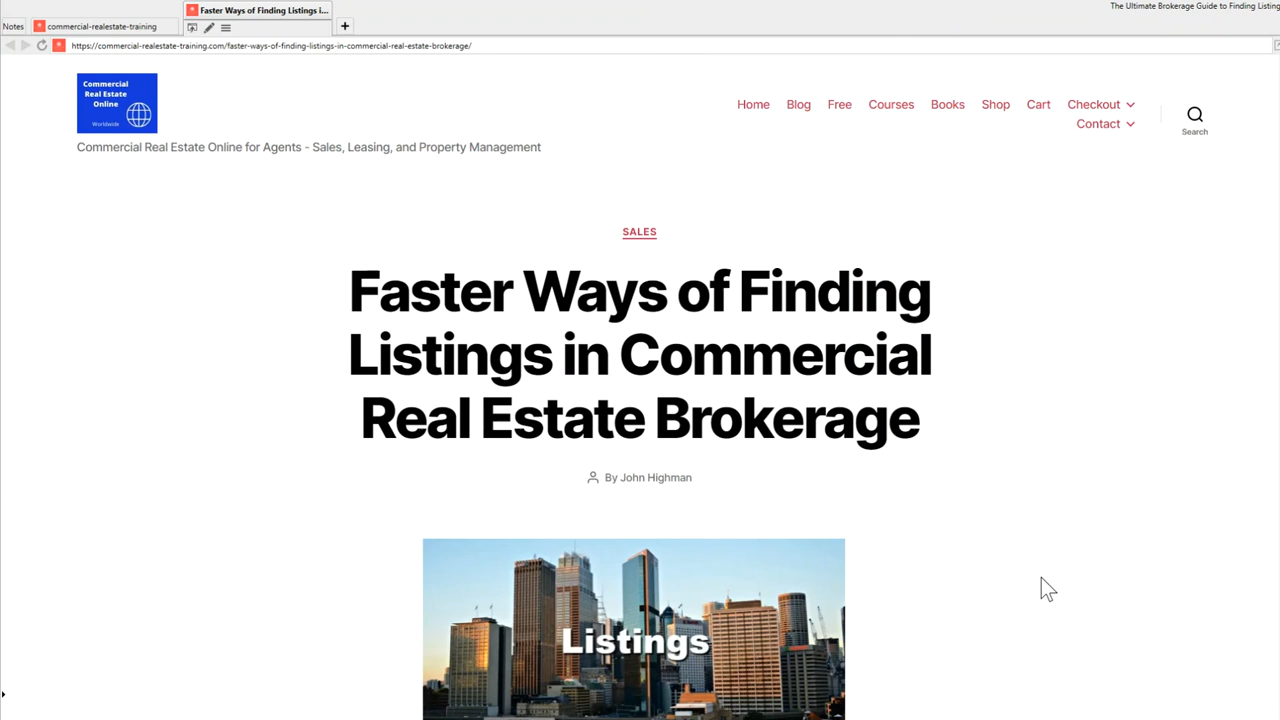 The Ultimate Brokerage Guide to Finding Listing
Faster Ways of Finding Listings i...
Notes
commercial-realestate-training
https://commercial-realestate-training.com/faster-ways-of-finding-listings-in-commercial-real-estate-brokerage/
Commercial
Real Estate
Online
Worldwide
Commercial Real Estate Online for Agents - Sales, Leasing, and Property Management
Home Blog Free Courses Books Shop Cart Checkout
Contact
Search
SALES
Faster Ways of Finding
Listings in Commercial
Real Estate Brokerage
By John Highman
Listings